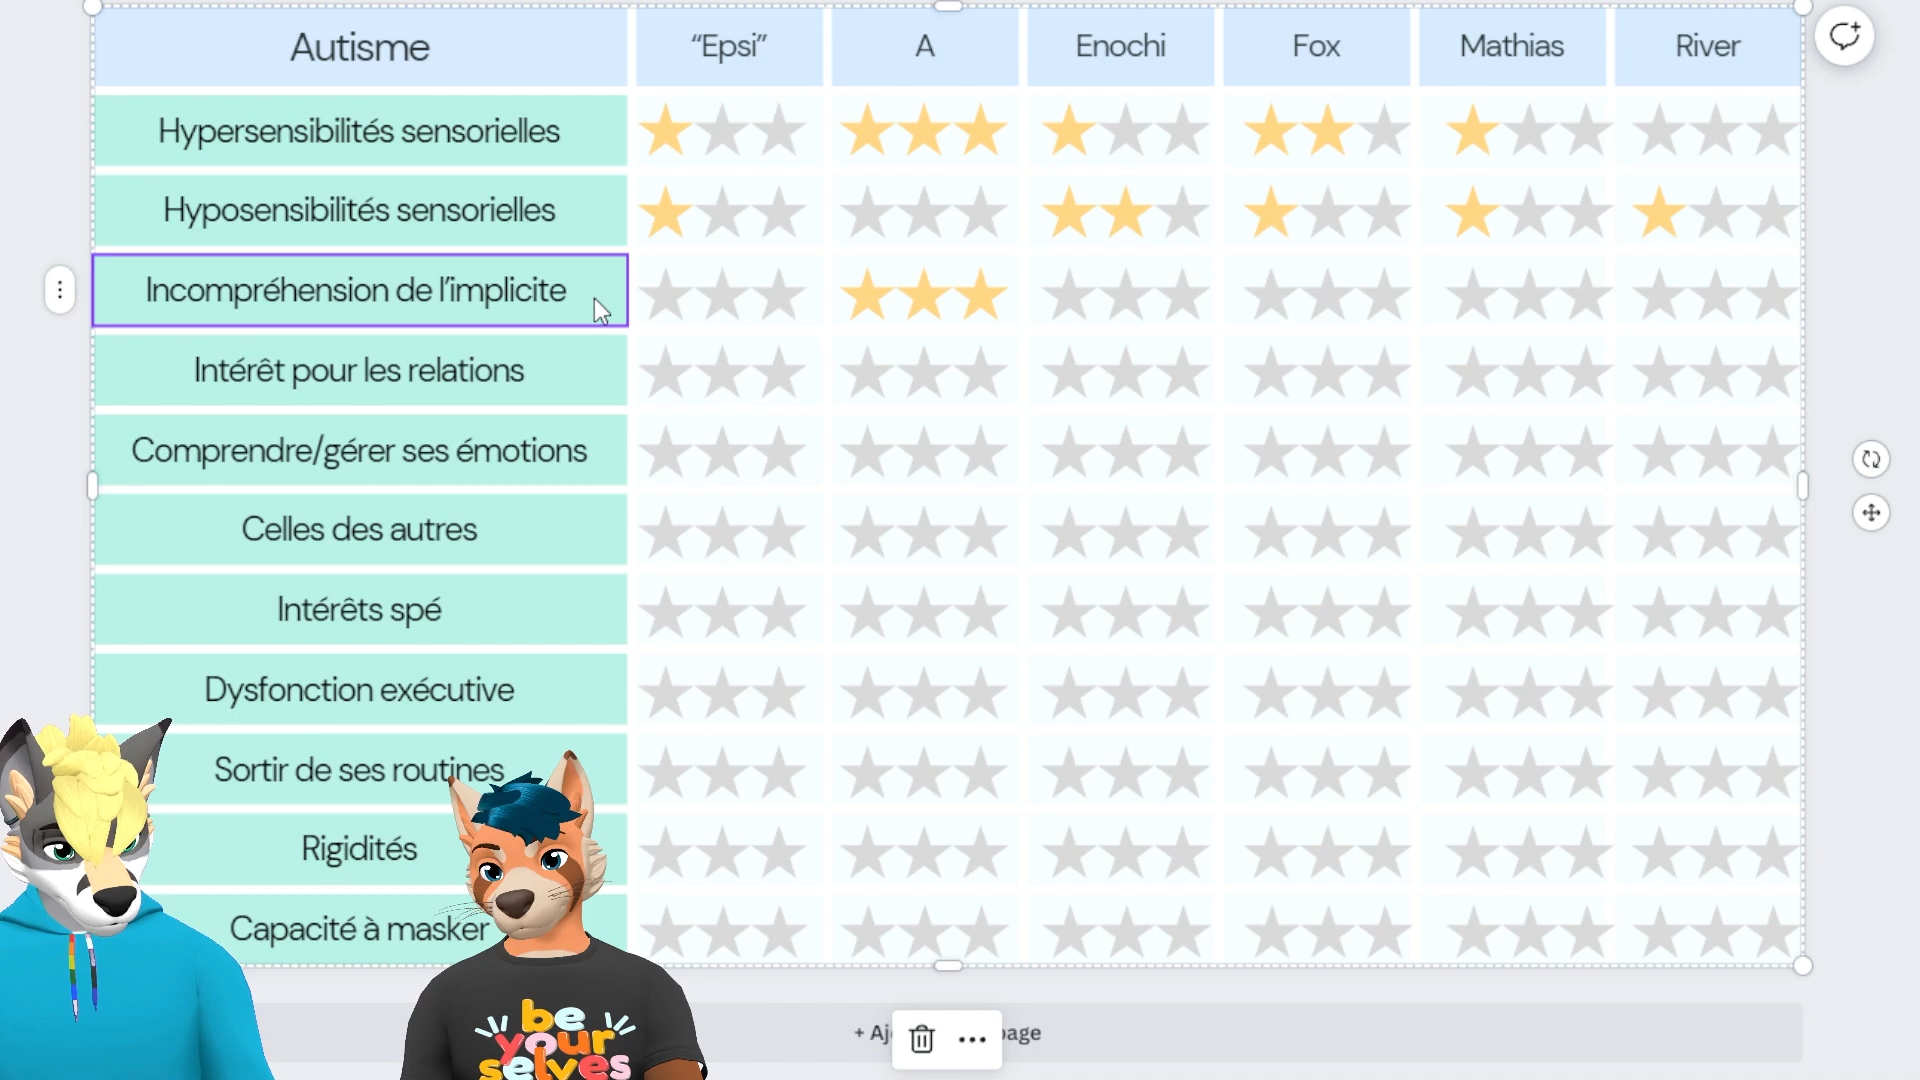 Autisme "Epsi" A Enochi Fox Mathias River
Hypersensibilités sensorielles
Hyposensibilités sensorielles
Incompréhension de l'implicite
Intérêt pour les relations
Comprendre/gérer ses émotions
Celles des autres
Intérêts spé
Dysfonction exécutive
Sortir de ses routines
Rigidités
Capacité à masker
+ Aj page
be
your
selves